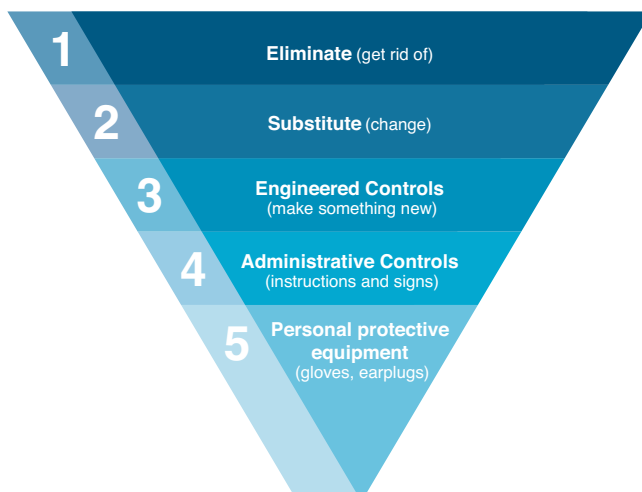 1
Eliminate (get rid of)
2
Substitute (change)
3
Engineered Controls
(make something new)
4
Administrative Controls
(instructions and signs)
5
Personal protective
equipment
(gloves, earplugs)